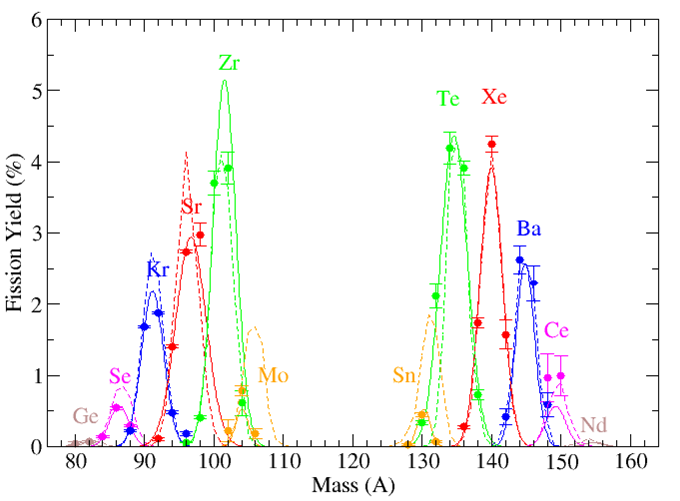 6
5
4
3
2
1
0
Fission Yield (%)
Zr
Te
Xe
Sr
Ba
Kr
Ce
Se
Mo
Sn
Ge
Nd
80 90 100 110 120 130 140 150 160
Mass (A)